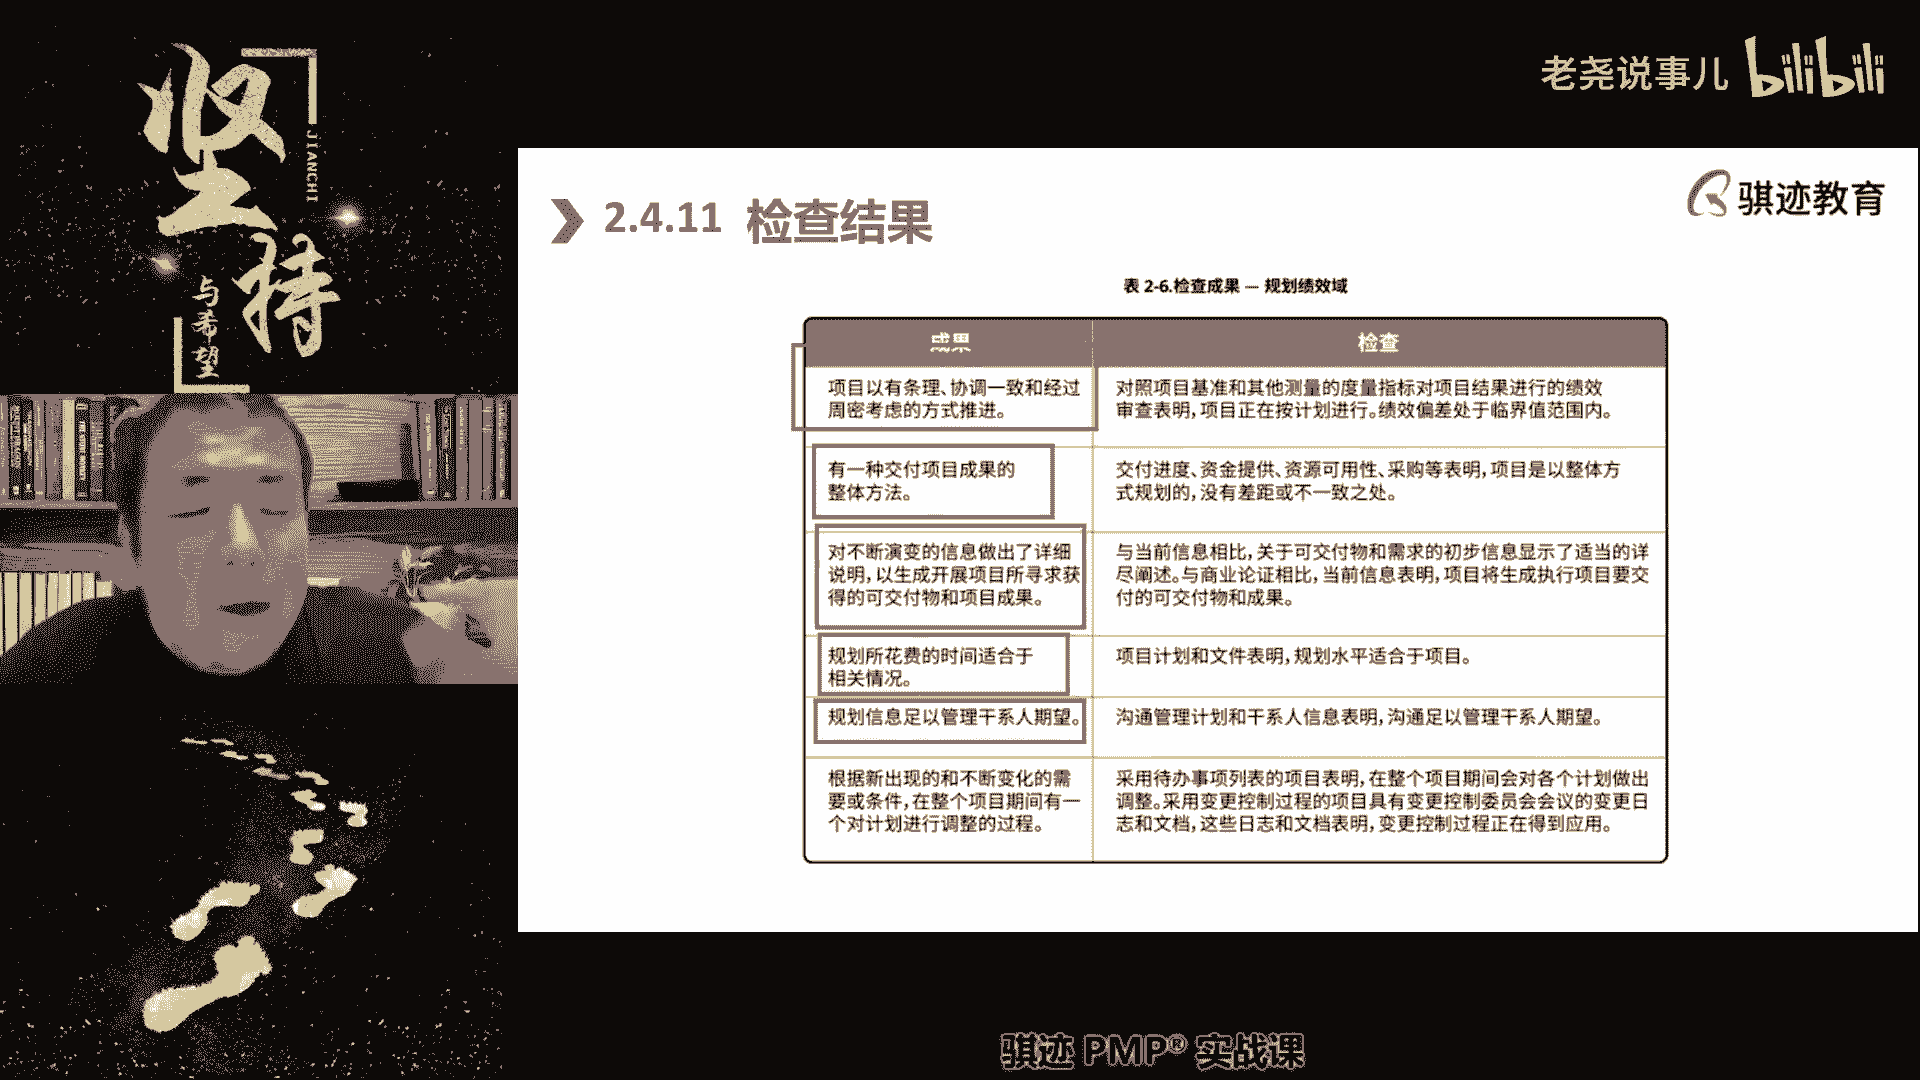 坚持
JIANCHI
与希望
老尧说事儿 bilibili
骐迹教育
2.4.11 检查结果
表 2-6.检查成果 — 规划绩效域
成果
检查
项目以有条理、协调一致和经过
周密考虑的方式推进。
对照项目基准和其他测量的度量指标对项目结果进行的绩效
审查表明,项目正在按计划进行。绩效偏差处于临界值范围内。
有一种交付项目成果的
整体方法。
交付进度、资金提供、资源可用性、采购等表明,项目是以整体方
式规划的,没有差距或不一致之处。
对不断演变的信息做出了详细
说明,以生成开展项目所寻求获
得的可交付物和项目成果。
与当前信息相比,关于可交付物和需求的初步信息显示了适当的详
尽阐述。与商业论证相比,当前信息表明,项目将生成执行项目要交
付的可交付物和成果。
规划所花费的时间适合于
相关情况。
项目计划和文件表明,规划水平适合于项目。
规划信息足以管理干系人期望。
沟通管理计划和干系人信息表明,沟通足以管理干系人期望。
根据新出现的和不断变化的需
要或条件,在整个项目期间有一
个对计划进行调整的过程。
采用待办事项列表的项目表明,在整个项目期间会对各个计划做出
调整。采用变更控制过程的项目具有变更控制委员会会议的变更日
志和文档,这些日志和文档表明,变更控制过程正在得到应用。
骐迹 PMP® 实战课